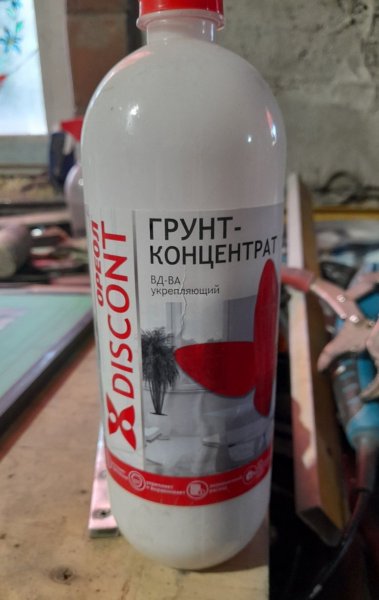 ОРЕОЛ
DISCONT
ГРУНТ-
КОНЦЕНТРАТ
ВД-ВА
укрепляющий